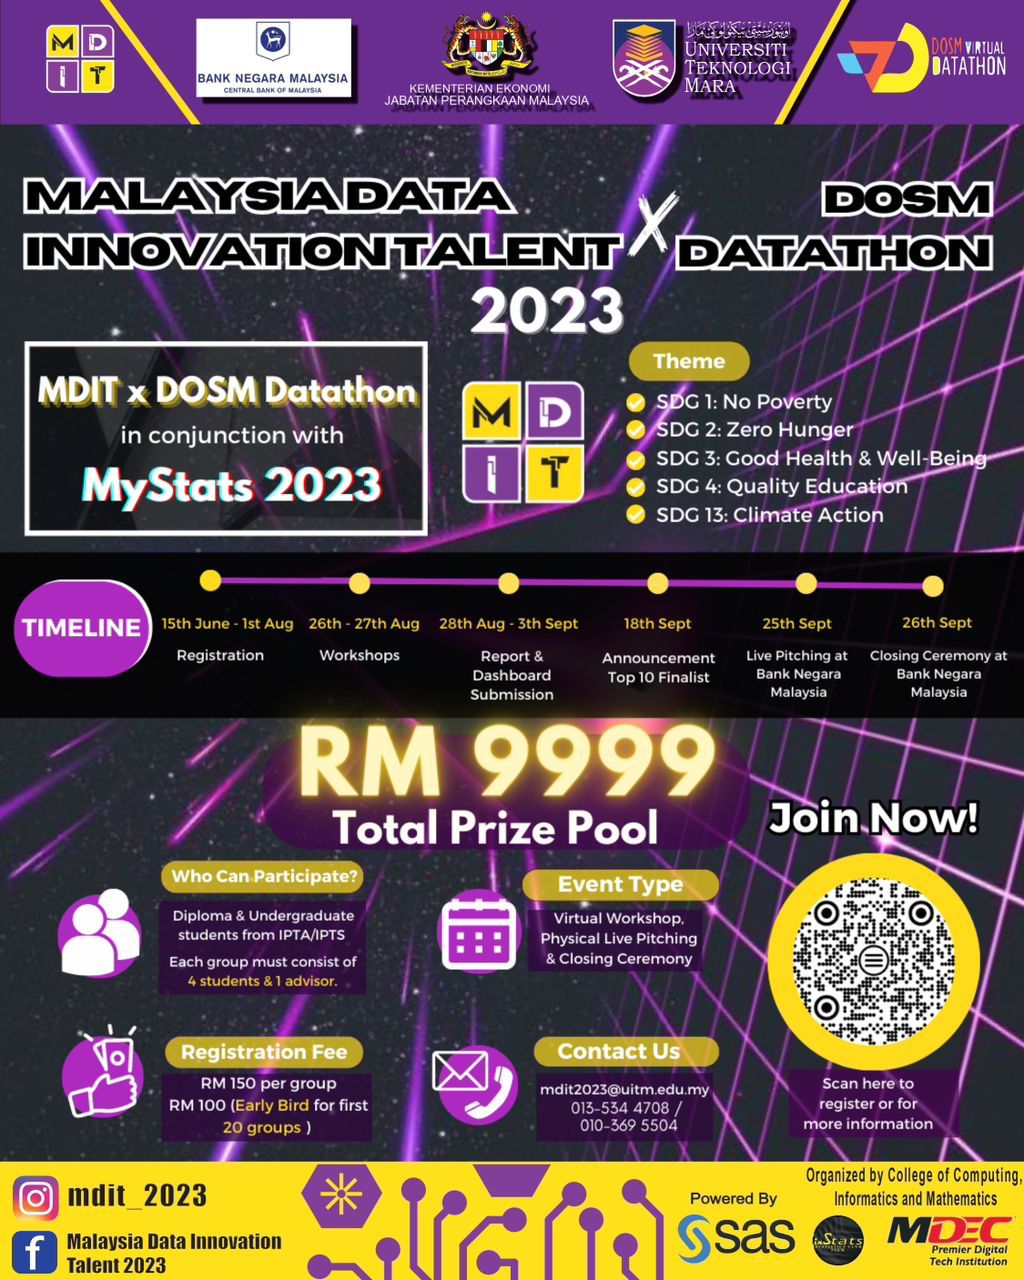 M D
I T
BANK NEGARA MALAYSIA
CENTRAL BANK OF MALAYSIA
KEMENTERIAN EKONOMI
JABATAN PERANGKAAN MALAYSIA
UNIVERSITI
TEKNOLOGI
MARA
DOSM VIRTUAL
DATATHON
MALAYSIA DATA
INNOVATION TALENT
X
DOSM
DATATHON
2023
MDIT x DOSM Datathon
in conjunction with
MyStats 2023
M D
I T
Theme
SDG 1: No Poverty
SDG 2: Zero Hunger
SDG 3: Good Health & Well-Being
SDG 4: Quality Education
SDG 13: Climate Action
TIMELINE
15th June - 1st Aug
Registration
26th - 27th Aug
Workshops
28th Aug - 3th Sept
Report &
Dashboard
Submission
18th Sept
Announcement
Top 10 Finalist
25th Sept
Live Pitching at
Bank Negara
Malaysia
26th Sept
Closing Ceremony at
Bank Negara
Malaysia
RM 9999
Total Prize Pool
Join Now!
Who Can Participate?
Diploma & Undergraduate
students from IPTA/IPTS
Each group must consist of
4 students & 1 advisor.
Event Type
Virtual Workshop,
Physical Live Pitching
& Closing Ceremony
Registration Fee
RM 150 per group
RM 100 (Early Bird for first
20 groups )
Contact Us
mdit2023@uitm.edu.my
013-534 4708 /
010-369 5504
Scan here to
register or for
more information
mdit_2023
Malaysia Data Innovation
Talent 2023
Organized by College of Computing,
Informatics and Mathematics
Powered By
sas
inStats
MDEC
Premier Digital
Tech Institution